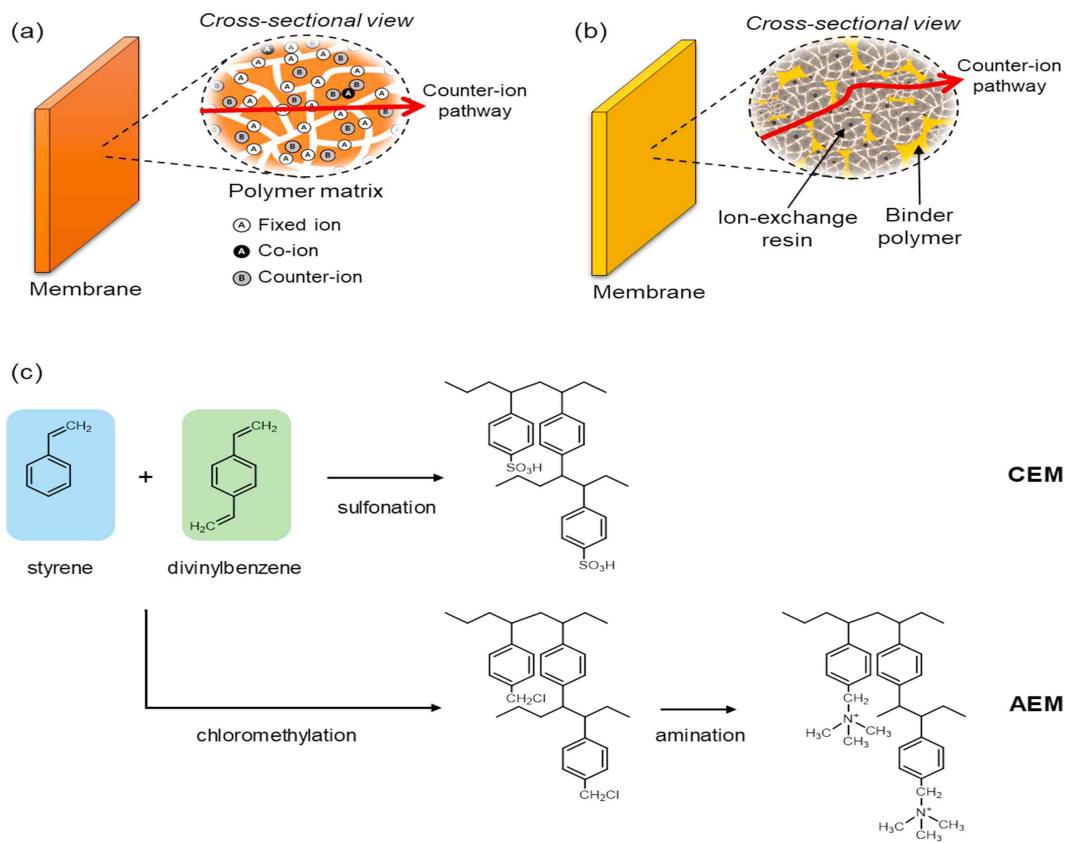 (a)
Cross-sectional view
Counter-ion
pathway
Polymer matrix
A Fixed ion
A Co-ion
B Counter-ion
Membrane
(b)
Cross-sectional view
Counter-ion
pathway
Ion-exchange
resin
Binder
polymer
Membrane
(c)
CH2
styrene
+
CH2
H2C
divinylbenzene
sulfonation
SO3H
SO3H
CEM
chloromethylation
CH2Cl
CH2Cl
amination
CH2
N+
H3C
CH3
CH3
CH2
N+
H3C
CH3
CH3
AEM